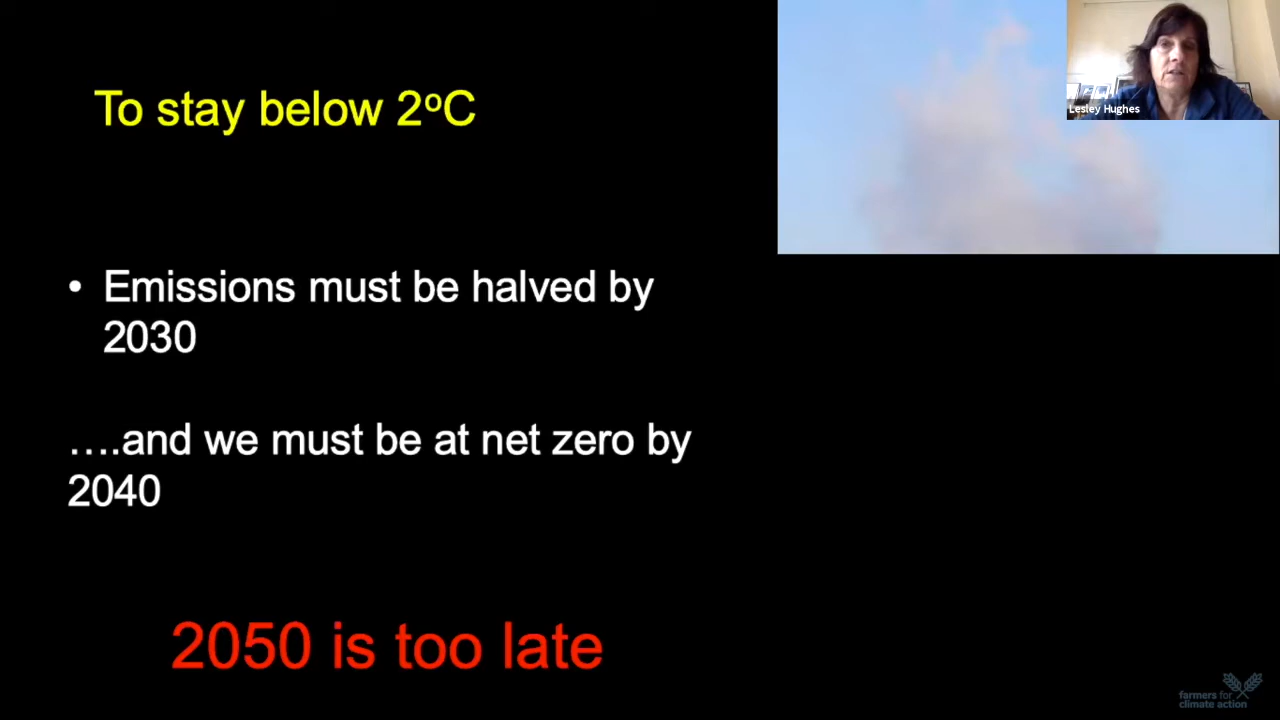 To stay below 2ºC
Lesley Hughes
• Emissions must be halved by
2030
….and we must be at net zero by
2040
2050 is too late
farmers for
climate action